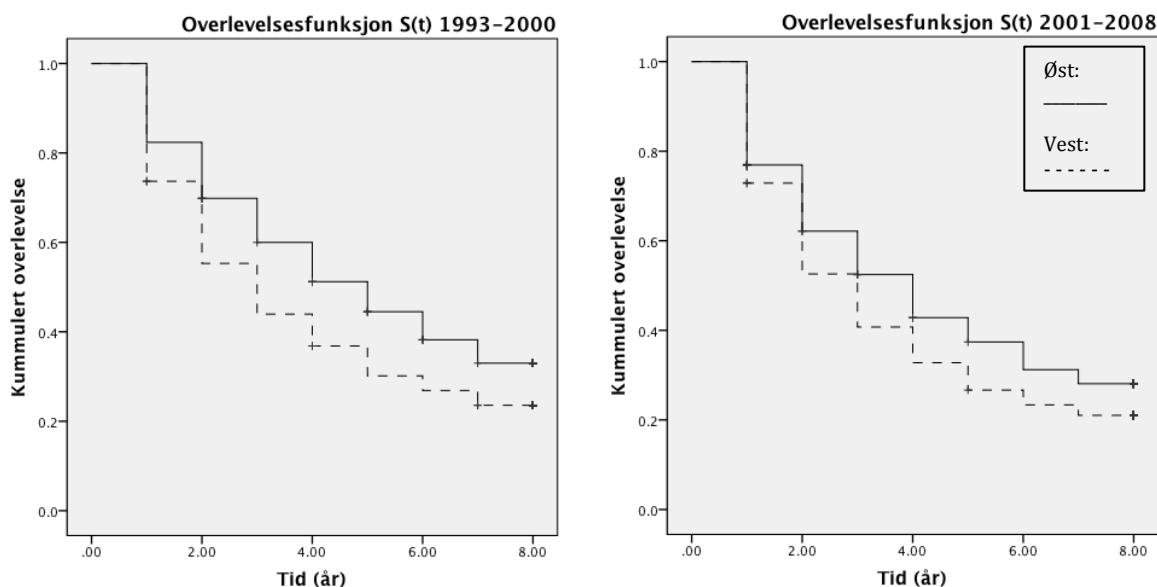 Overlevelsesfunksjon S(t) 1993–2000
Kummulert overlevelse
1.0
0.8
0.6
0.4
0.2
0.0
.00 2.00 4.00 6.00 8.00
Tid (år)
Overlevelsesfunksjon S(t) 2001–2008
Øst:
Vest:
Kummulert overlevelse
1.0
0.8
0.6
0.4
0.2
0.0
.00 2.00 4.00 6.00 8.00
Tid (år)